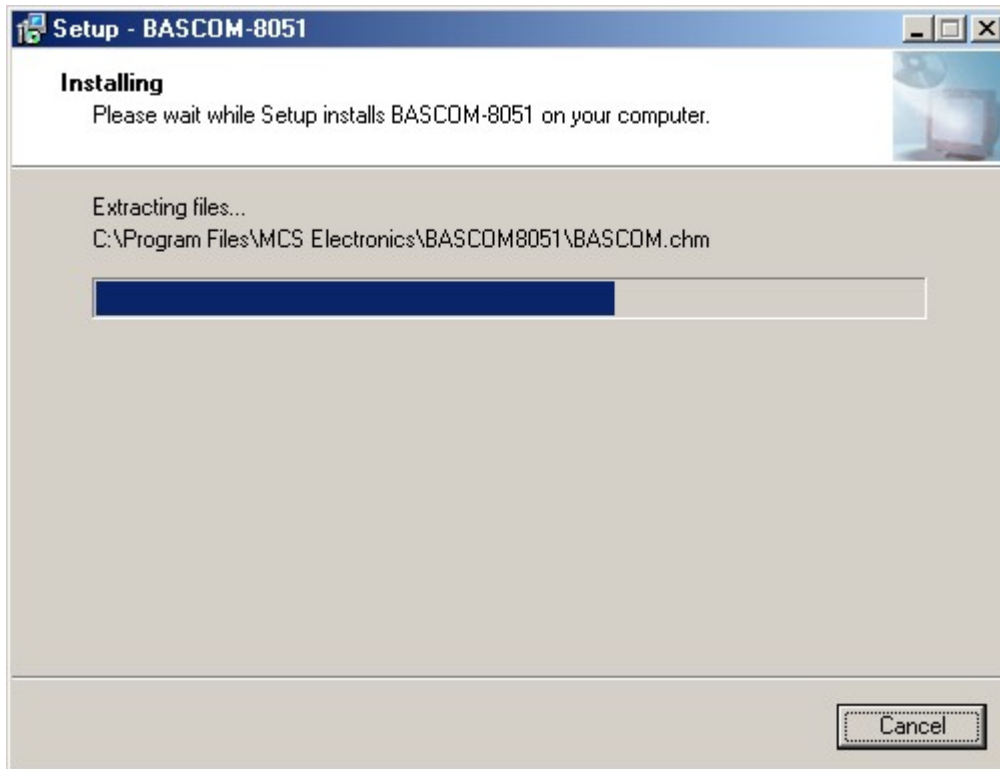 Setup - BASCOM-8051
Installing
Please wait while Setup installs BASCOM-8051 on your computer.
Extracting files...
C:\Program Files\MCS Electronics\BASCOM8051\BASCOM.chm
Cancel